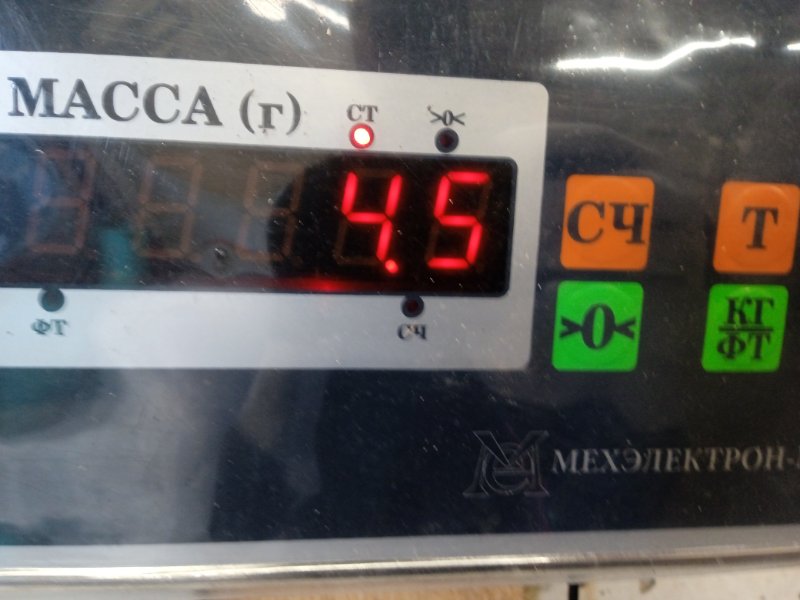 МАССА (г)
СТ >0<
4.5
ФТ СЧ
СЧ Т
>0< КГ
ФТ
МЕХЭЛЕКТРОН-